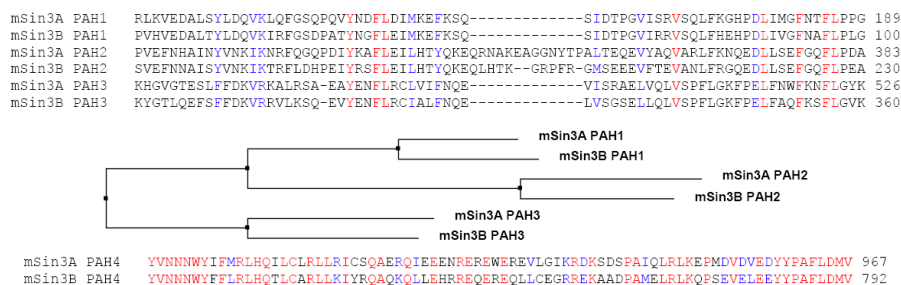 mSin3A PAH1 RLKVEDALSYLDQVKLQFGSQPQVYNDFLDIMKEFKSQ--------------SIDTPGVISRVSQLFKGHPDLIMGFNTFLPPG 189
mSin3B PAH1 PVHVEDALTYLDQVKIRFGSDPATYNGFLEIMKEFKSQ--------------SIDTPGVIRRVSQLFHEHPDLIVGFNAFLPLG 100
mSin3A PAH2 PVEFNHAINYVNKIKNRFQGQPDIYKAFLEILHTYQKEQRNAKEAGGNYTPALTEQEVYAQVARLFKNQEDLLSEFGQFLPDA 383
mSin3B PAH2 SVEFNNAISYVNKIKTRFLDHPEIYRSFLEILHTYQKEQLHTK--GRPFR-GMSEEEVFTEVANLFRGQEDLLSEFGQFLPEA 230
mSin3A PAH3 KHGVGTESLFFDKVRKALRSA-EAYENFLRCLVIFNQE--------------VISRAELVQLVSPFLGKFPELFNWFKNFLGYK 526
mSin3B PAH3 KYGTLQEFSFFDKVRRVLKSQ-EVYENFLRCIALFNQE--------------LVSGSELLQLVSPFLGKFPELFAQFKSFLGVK 360
mSin3A PAH1
mSin3B PAH1
mSin3A PAH2
mSin3B PAH2
mSin3A PAH3
mSin3B PAH3
mSin3A PAH4 YVNNNWYIFMRLHQILCLRLLRICSQAERQIEEENREREWEREVLGIKRDKSDSPAIQLRLKEPMDVDVEDYYPAFLDMV 967
mSin3B PAH4 YVNNNWYFFLRLHQTLCARLLKIYRQAQKQLLEHRREQEREQLLCEGRREKAADPAMELRLKQPSEVELEEYYPAFLDMV 792